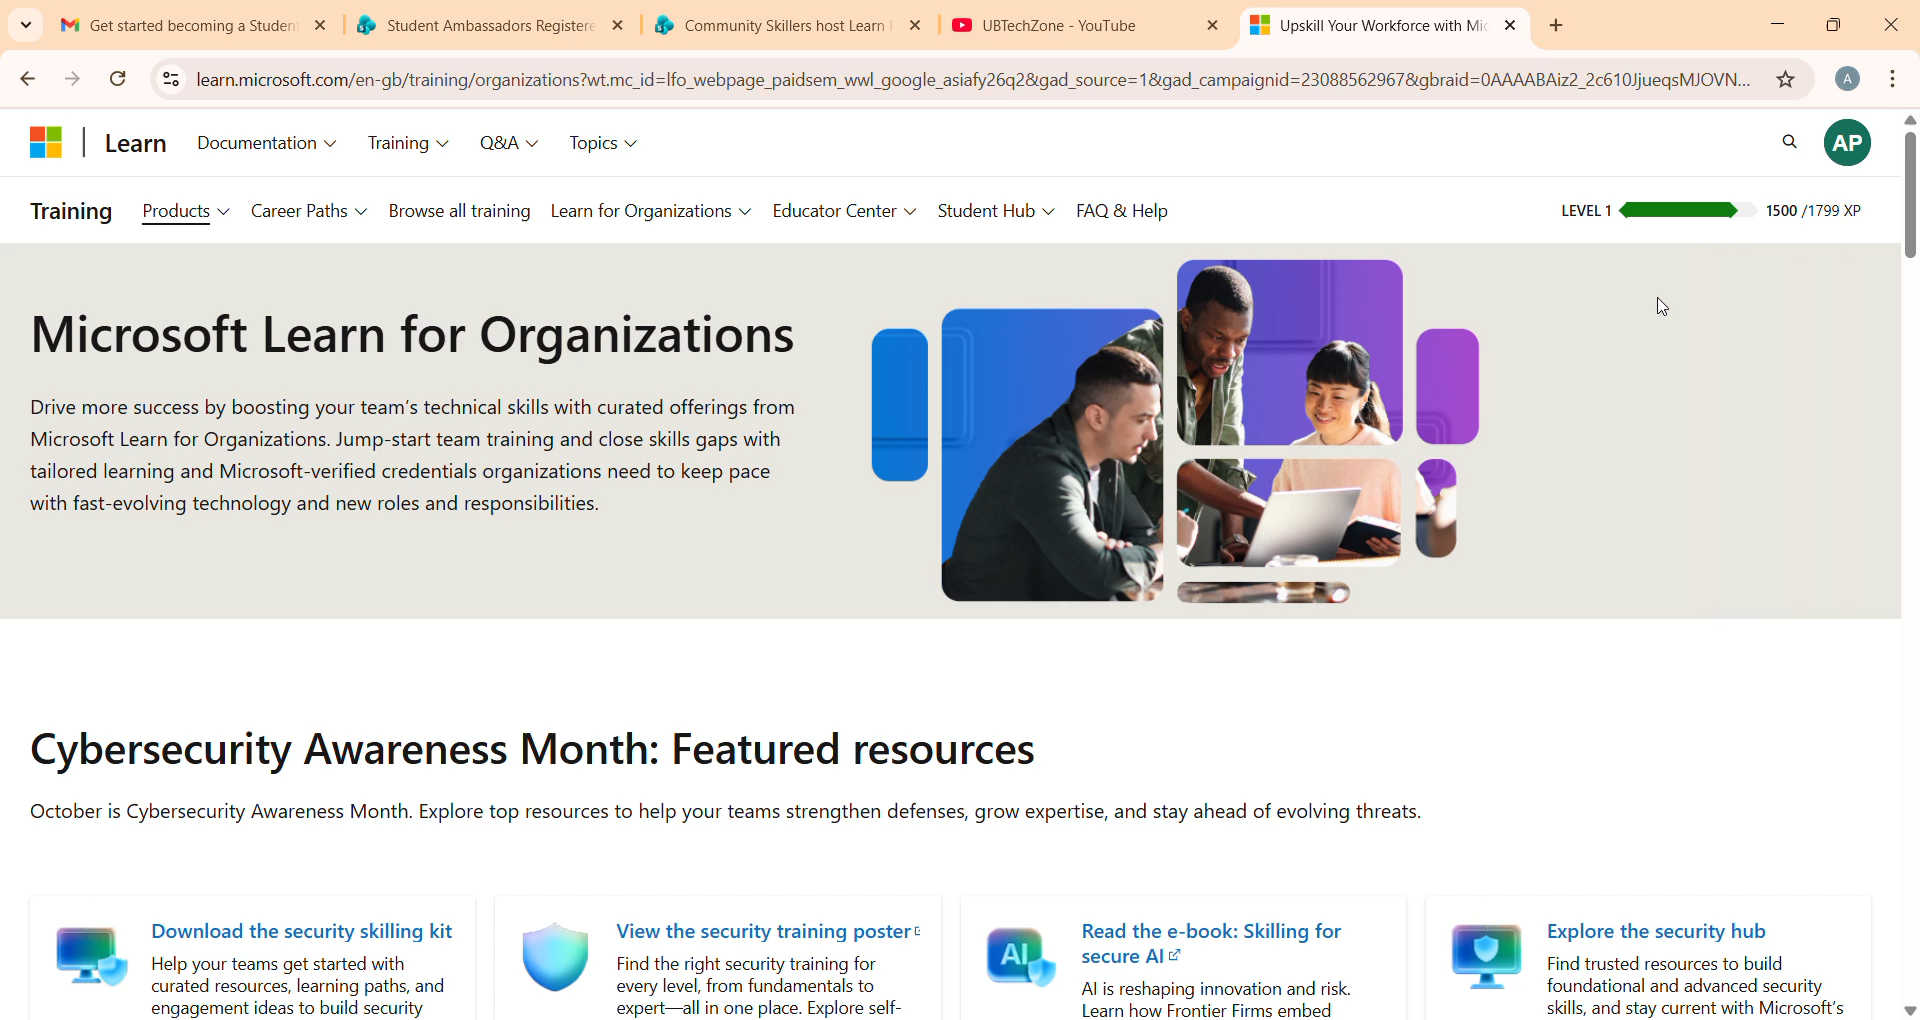 Get started becoming a Studen
Student Ambassadors Registere
Community Skillers host Learn
UBTechZone - YouTube
Upskill Your Workforce with Mic
learn.microsoft.com/en-gb/training/organizations?wt.mc_id=lfo_webpage_paidsem_wwl_google_asiafy26q2&gad_source=1&gad_campaignid=23088562967&gbraid=0AAAABAiz2_2c610JjueqsMJOVN...
A
Learn
Documentation
Training
Q&A
Topics
AP
Training
Products
Career Paths
Browse all training
Learn for Organizations
Educator Center
Student Hub
FAQ & Help
LEVEL 1
1500 /1799 XP
Microsoft Learn for Organizations
Drive more success by boosting your team's technical skills with curated offerings from
Microsoft Learn for Organizations. Jump-start team training and close skills gaps with
tailored learning and Microsoft-verified credentials organizations need to keep pace
with fast-evolving technology and new roles and responsibilities.
Cybersecurity Awareness Month: Featured resources
October is Cybersecurity Awareness Month. Explore top resources to help your teams strengthen defenses, grow expertise, and stay ahead of evolving threats.
Download the security skilling kit
Help your teams get started with
curated resources, learning paths, and
engagement ideas to build security
View the security training poster
Find the right security training for
every level, from fundamentals to
expert—all in one place. Explore self-
AI
Read the e-book: Skilling for
secure AI
AI is reshaping innovation and risk.
Learn how Frontier Firms embed
Explore the security hub
Find trusted resources to build
foundational and advanced security
skills, and stay current with Microsoft's